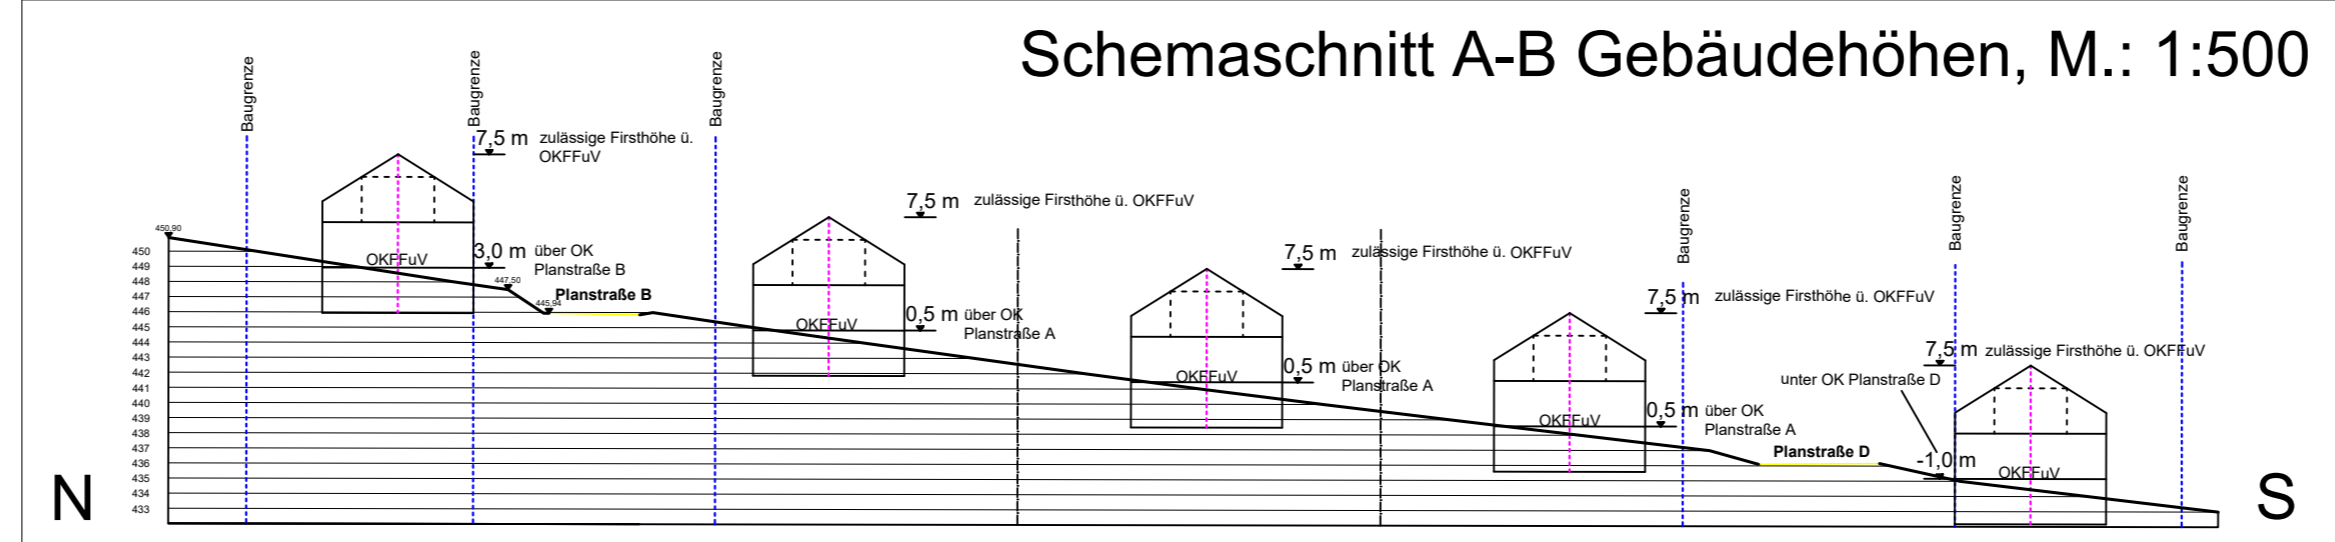 Schemaschnitt A-B Gebäudehöhen, M.: 1:500
Baugrenze
Baugrenze
Baugrenze
7,5 m
zulässige Firsthöhe ü.
OKFFuV
OKFFuV
3,0 m
über OK
Planstraße B
450,90
447,50
445,94
Planstraße B
7,5 m
zulässige Firsthöhe ü. OKFFuV
OKFFuV
0,5 m
über OK
Planstraße A
7,5 m
zulässige Firsthöhe ü. OKFFuV
OKFFuV
0,5 m
über OK
Planstraße A
Baugrenze
Baugrenze
Baugrenze
7,5 m
zulässige Firsthöhe ü. OKFFuV
OKFFuV
0,5 m
über OK
Planstraße A
Planstraße D
7,5 m
zulässige Firsthöhe ü. OKFFuV
unter OK Planstraße D
-1,0 m
OKFFuV
450
449
448
447
446
445
444
443
442
441
440
439
438
437
436
435
434
433
N
S